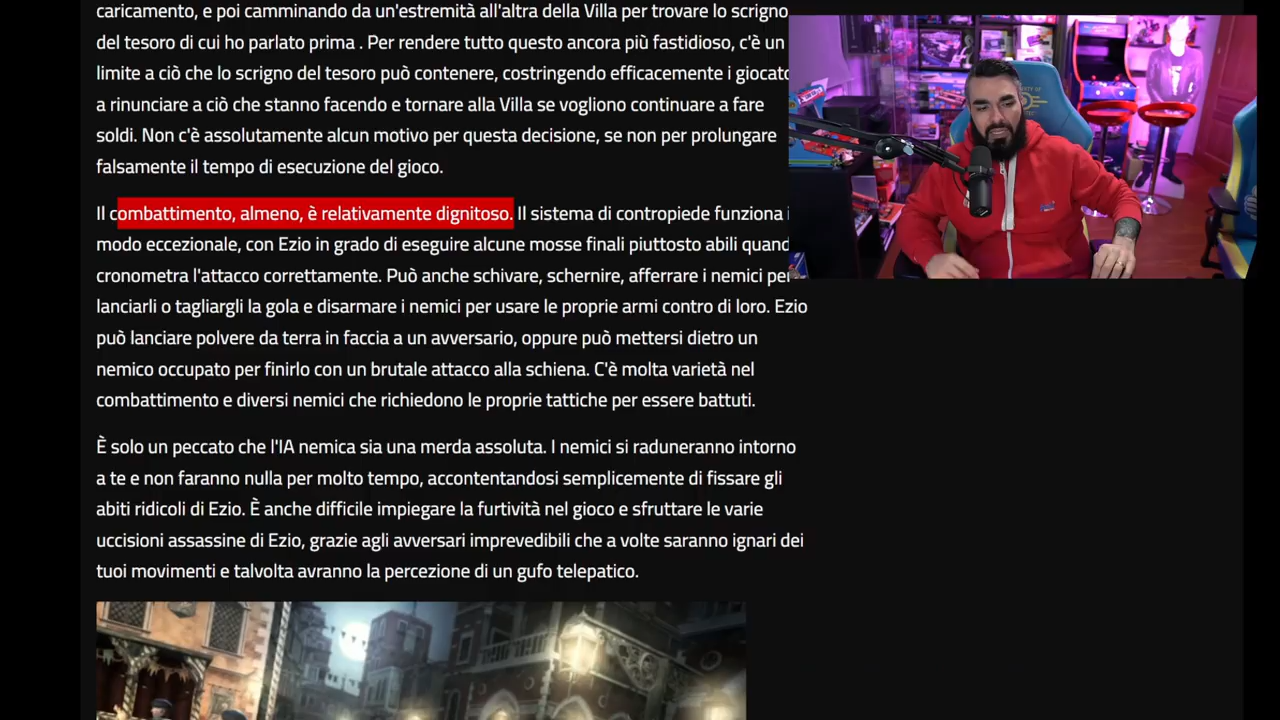 caricamento, e poi camminando da un'estremità all'altra della Villa per trovare lo scrigno
del tesoro di cui ho parlato prima . Per rendere tutto questo ancora più fastidioso, c'è un
limite a ciò che lo scrigno del tesoro può contenere, costringendo efficacemente i giocato
a rinunciare a ciò che stanno facendo e tornare alla Villa se vogliono continuare a fare
soldi. Non c'è assolutamente alcun motivo per questa decisione, se non per prolungare
falsamente il tempo di esecuzione del gioco.
Il combattimento, almeno, è relativamente dignitoso. Il sistema di contropiede funziona i
modo eccezionale, con Ezio in grado di eseguire alcune mosse finali piuttosto abili quand
cronometra l'attacco correttamente. Può anche schivare, schernire, afferrare i nemici per
lanciarli o tagliargli la gola e disarmare i nemici per usare le proprie armi contro di loro. Ezio
può lanciare polvere da terra in faccia a un avversario, oppure può mettersi dietro un
nemico occupato per finirlo con un brutale attacco alla schiena. C'è molta varietà nel
combattimento e diversi nemici che richiedono le proprie tattiche per essere battuti.
È solo un peccato che l'IA nemica sia una merda assoluta. I nemici si raduneranno intorno
a te e non faranno nulla per molto tempo, accontentandosi semplicemente di fissare gli
abiti ridicoli di Ezio. È anche difficile impiegare la furtività nel gioco e sfruttare le varie
uccisioni assassine di Ezio, grazie agli avversari imprevedibili che a volte saranno ignari dei
tuoi movimenti e talvolta avranno la percezione di un gufo telepatico.